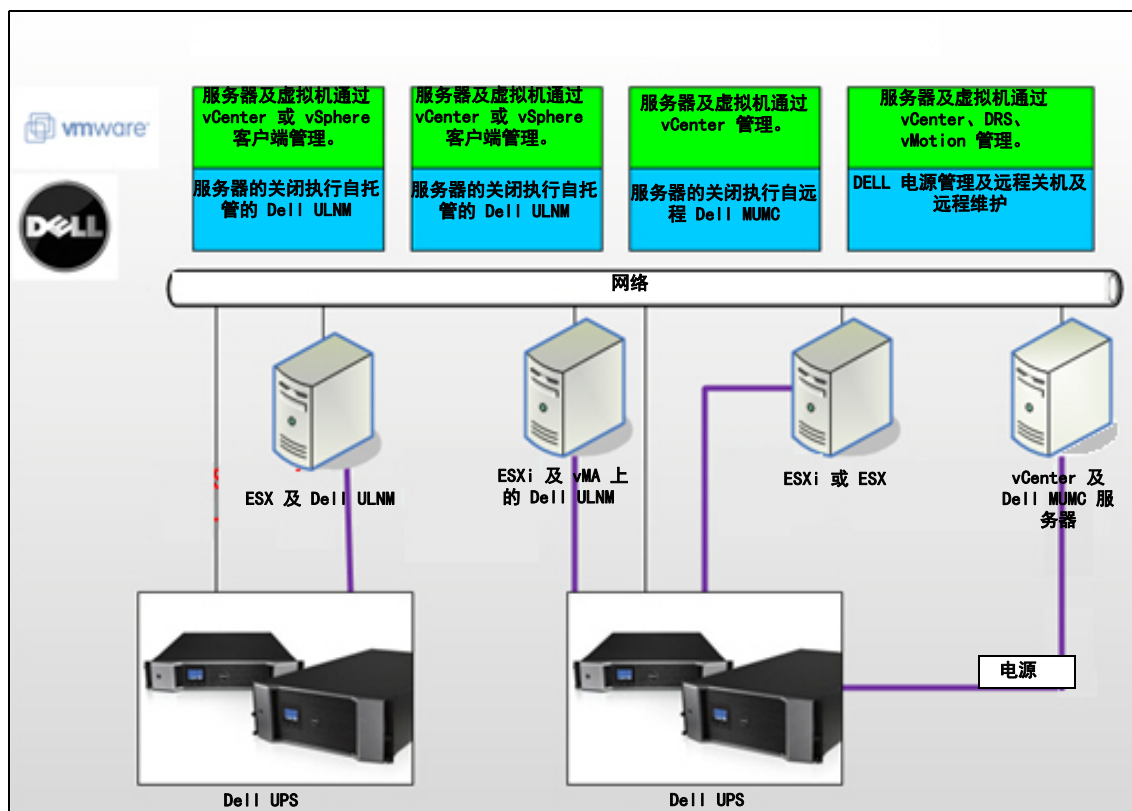 vmware
DELL
服务器及虚拟机通过
vCenter 或 vSphere
客户端管理。
服务器的关闭执行自托
管的 Dell ULNM
服务器及虚拟机通过
vCenter 或 vSphere
客户端管理。
服务器的关闭执行自托
管的 Dell ULNM
服务器及虚拟机通过
vCenter 管理。
服务器的关闭执行自远
程 Dell MUMC
服务器及虚拟机通过
vCenter、DRS、
vMotion 管理。
DELL 电源管理及远程关机及
远程维护
网络
ESX 及 Dell ULNM
ESXi 及 vMA 上
的 Dell ULNM
ESXi 或 ESX
vCenter 及
Dell MUMC 服
务器
电源
Dell UPS
Dell UPS